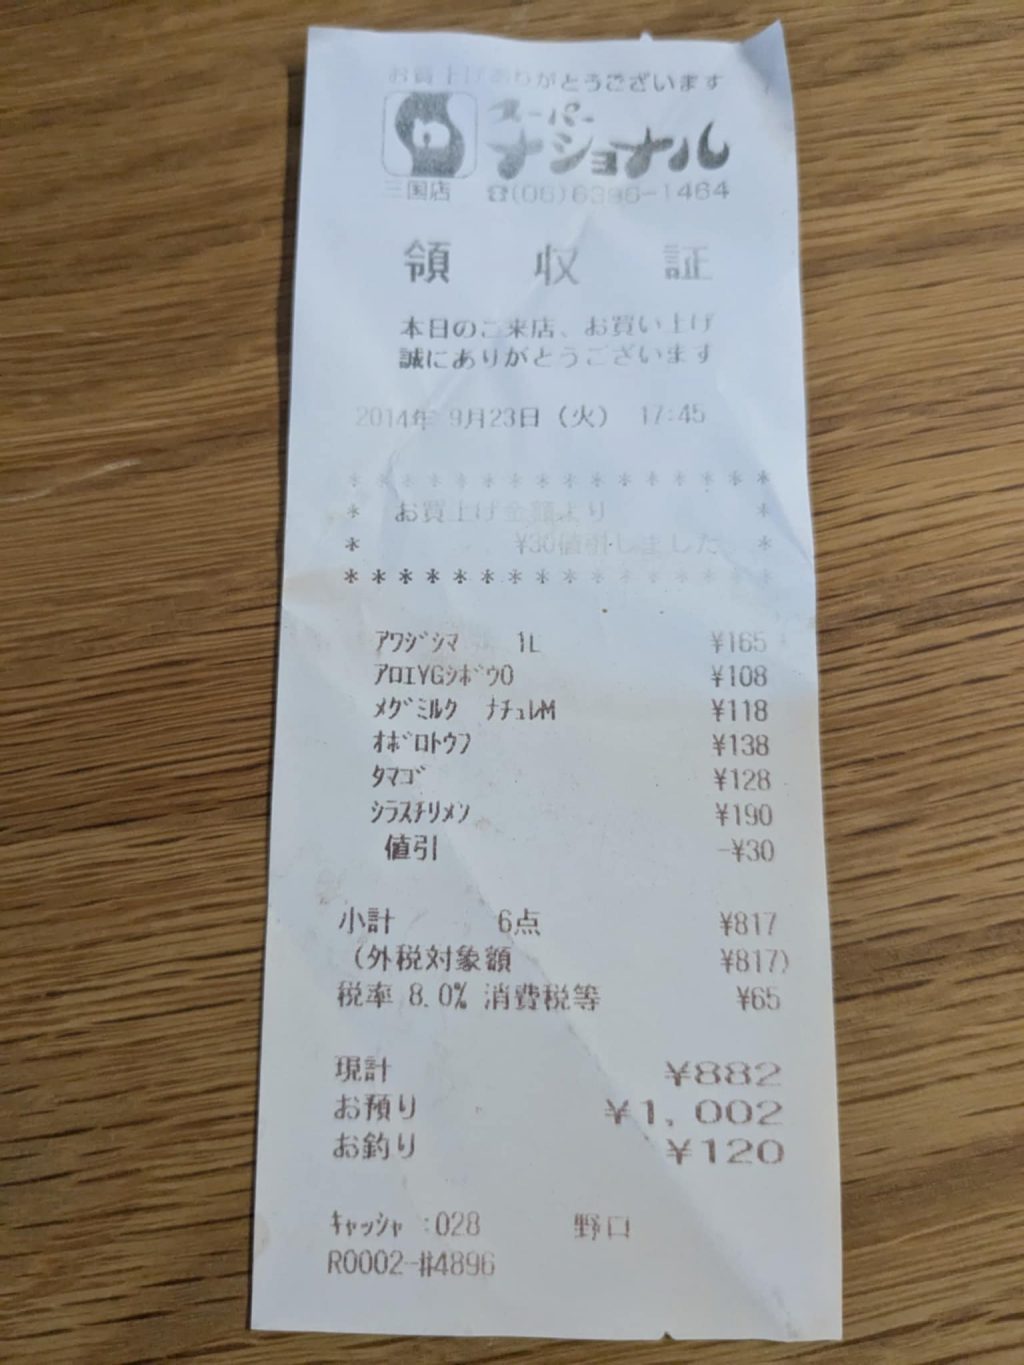 お買上げありがとうございます
スーパー
ナショナル
三国店 ☎(06)6396-1464
領 収 証
本日のご来店、お買い上げ
誠にありがとうございます
2014年 9月23日(火) 17:45
* * * * * * * * * * * * * * * *
* お買上げ金額より *
* ¥30値引しました *
* * * * * * * * * * * * * * * *
ｱﾜｼﾞｼﾏ 1L ¥165
ｱﾛｴYGｼﾎﾞｳ0 ¥108
ﾒｸﾞﾐﾙｸ ﾅﾁｭﾚM ¥118
ｵﾎﾞﾛﾄｳﾌ ¥138
ﾀﾏｺﾞ ¥128
ｼﾗｽﾁﾘﾒﾝ ¥190
値引 -¥30
小計 6点 ¥817
(外税対象額 ¥817)
税率 8.0% 消費税等 ¥65
現計 ¥882
お預り ¥1,002
お釣り ¥120
ｷｬｯｼｬ :028 野口
R0002-#4896